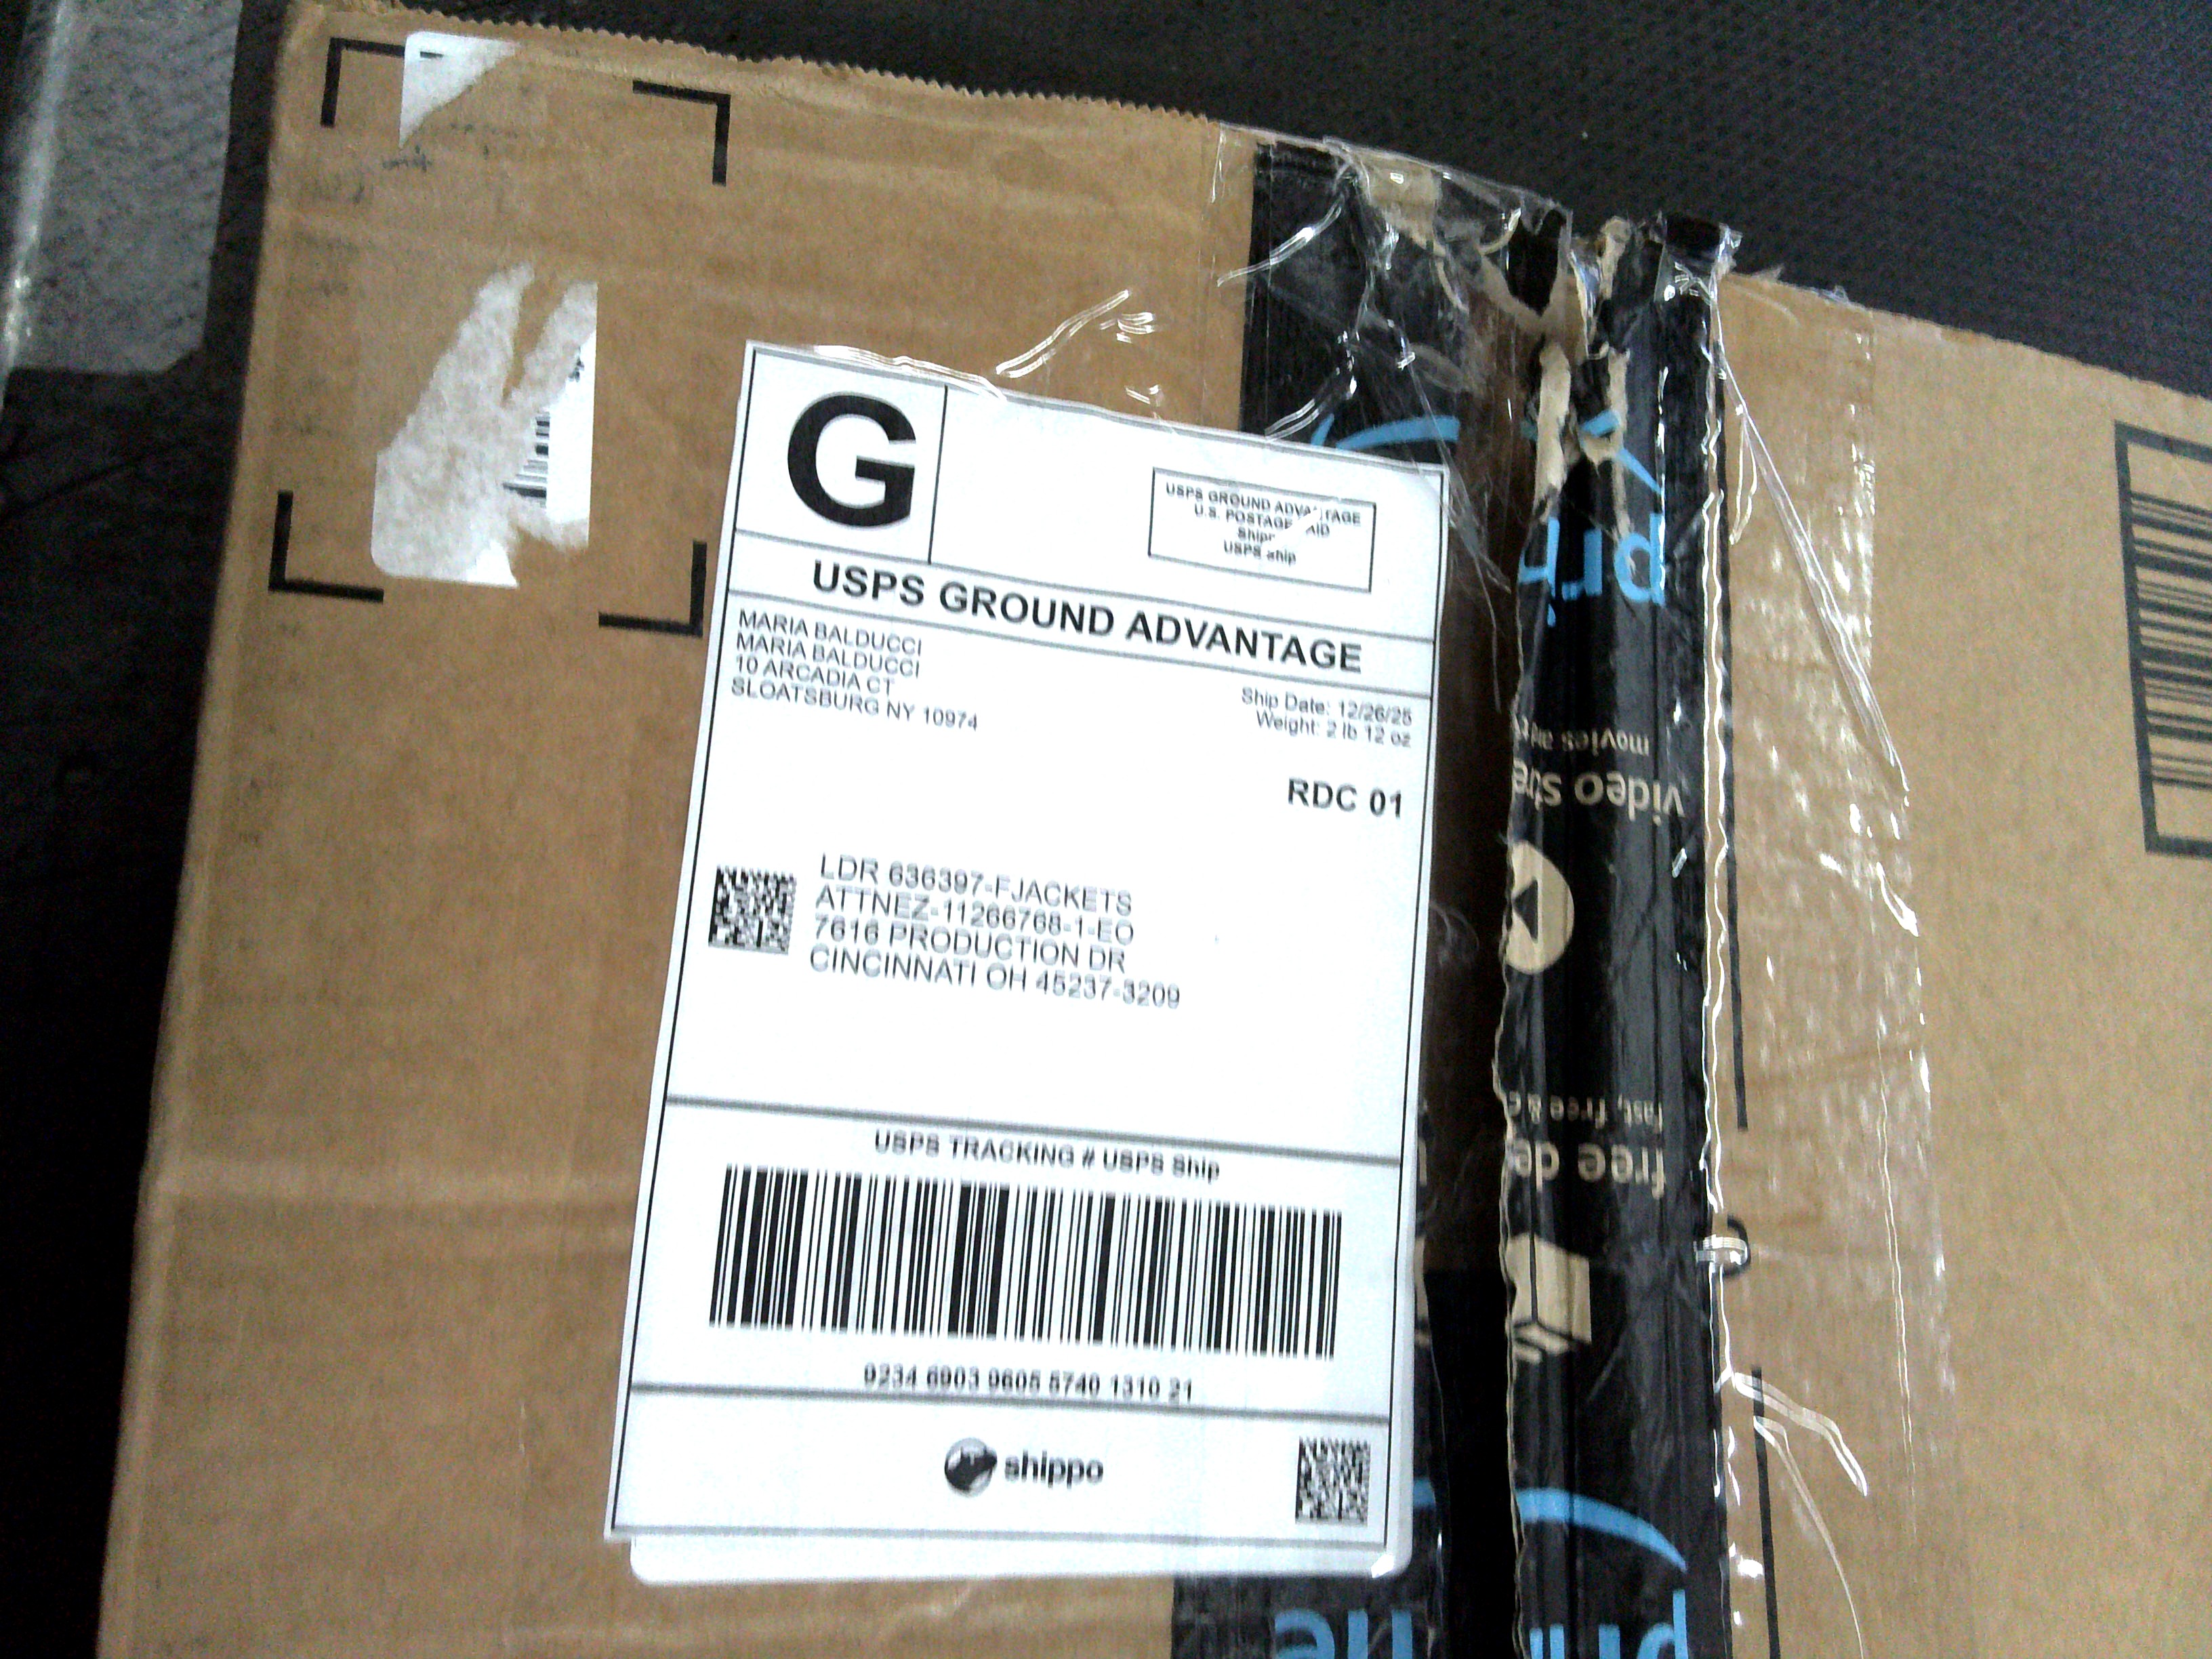 G
USPS GROUND ADVANTAGE
U.S. POSTAGE
USPS Ship
USPS GROUND ADVANTAGE
MARIA BALDUCCI
MARIA BALDUCCI
10 ARCADIA CT
SLOATSBURG NY 10974
Ship Date: 12/26/25
Weight: 2 lb 12 oz
RDC 01
LDR 636397-FJACKETS
ATTNEZ-11266768-1-EO
7616 PRODUCTION DR
CINCINNATI OH 45237-3209
USPS TRACKING # USPS Ship
9234 6903 9605 5740 1310 21
shippo
movies
video
fast, free &
free